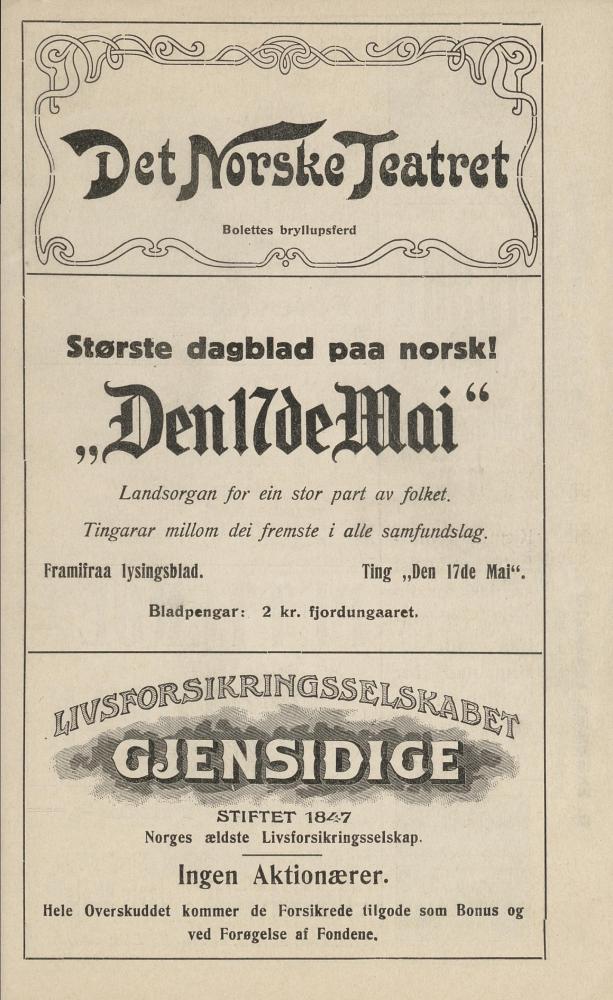 Det Norske Teatret
Bolettes bryllupsferd
Største dagblad paa norsk!
„Den 17de Mai“
Landsorgan for ein stor part av folket.
Tingarar millom dei fremste i alle samfundslag.
Framifraa lysingsblad. Ting „Den 17de Mai“.
Bladpengar: 2 kr. fjordungaaret.
LIVSFORSIKRINGSSELSKABET
GJENSIDIGE
STIFTET 1847
Norges ældste Livsforsikringsselskap.
Ingen Aktionærer.
Hele Overskuddet kommer de Forsikrede tilgode som Bonus og
ved Forøgelse af Fondene.